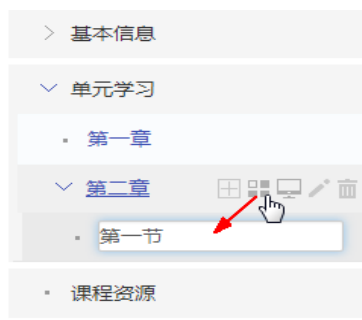 基本信息
单元学习
第一章
第二章
第一节
课程资源